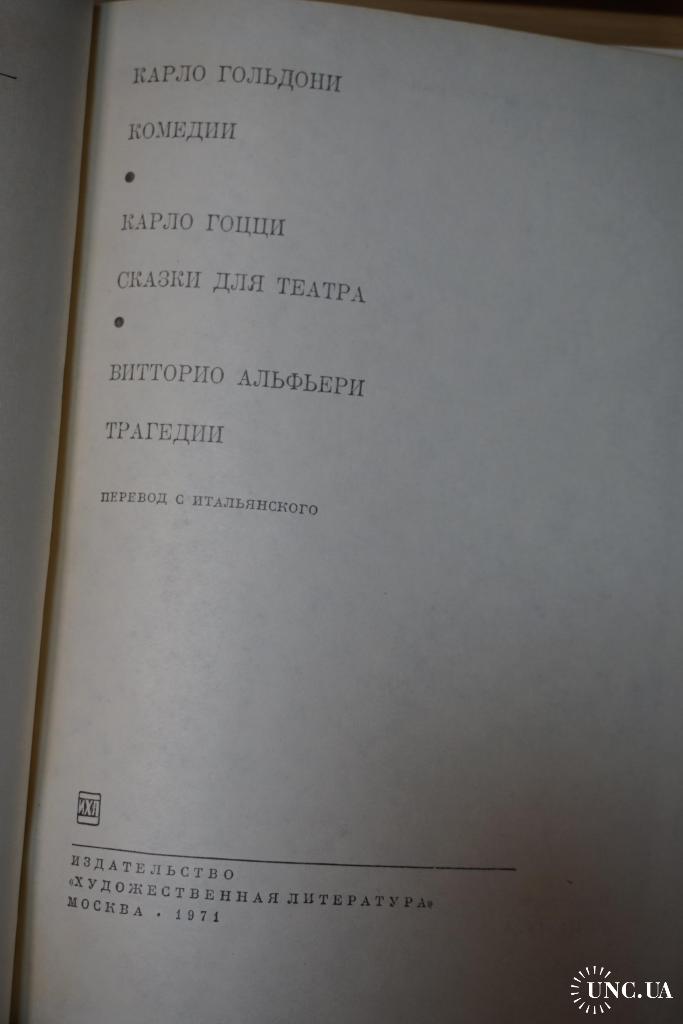 КАРЛО ГОЛЬДОНИ
КОМЕДИИ
•
КАРЛО ГОЦЦИ
СКАЗКИ ДЛЯ ТЕАТРА
•
ВИТТОРИО АЛЬФЬЕРИ
ТРАГЕДИИ
ПЕРЕВОД С ИТАЛЬЯНСКОГО
ИХЛ
ИЗДАТЕЛЬСТВО
«ХУДОЖЕСТВЕННАЯ ЛИТЕРАТУРА»
МОСКВА • 1971
UNC.UA